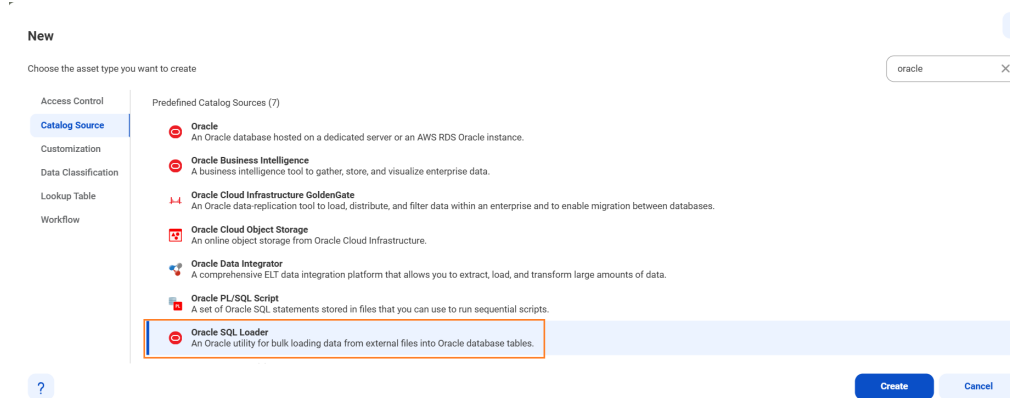 New
Choose the asset type you want to create
oracle
Access Control
Catalog Source
Customization
Data Classification
Lookup Table
Workflow
Predefined Catalog Sources (7)
Oracle
An Oracle database hosted on a dedicated server or an AWS RDS Oracle instance.
Oracle Business Intelligence
A business intelligence tool to gather, store, and visualize enterprise data.
Oracle Cloud Infrastructure GoldenGate
An Oracle data-replication tool to load, distribute, and filter data within an enterprise and to enable migration between databases.
Oracle Cloud Object Storage
An online object storage from Oracle Cloud Infrastructure.
Oracle Data Integrator
A comprehensive ELT data integration platform that allows you to extract, load, and transform large amounts of data.
Oracle PL/SQL Script
A set of Oracle SQL statements stored in files that you can use to run sequential scripts.
Oracle SQL Loader
An Oracle utility for bulk loading data from external files into Oracle database tables.
?
Create
Cancel